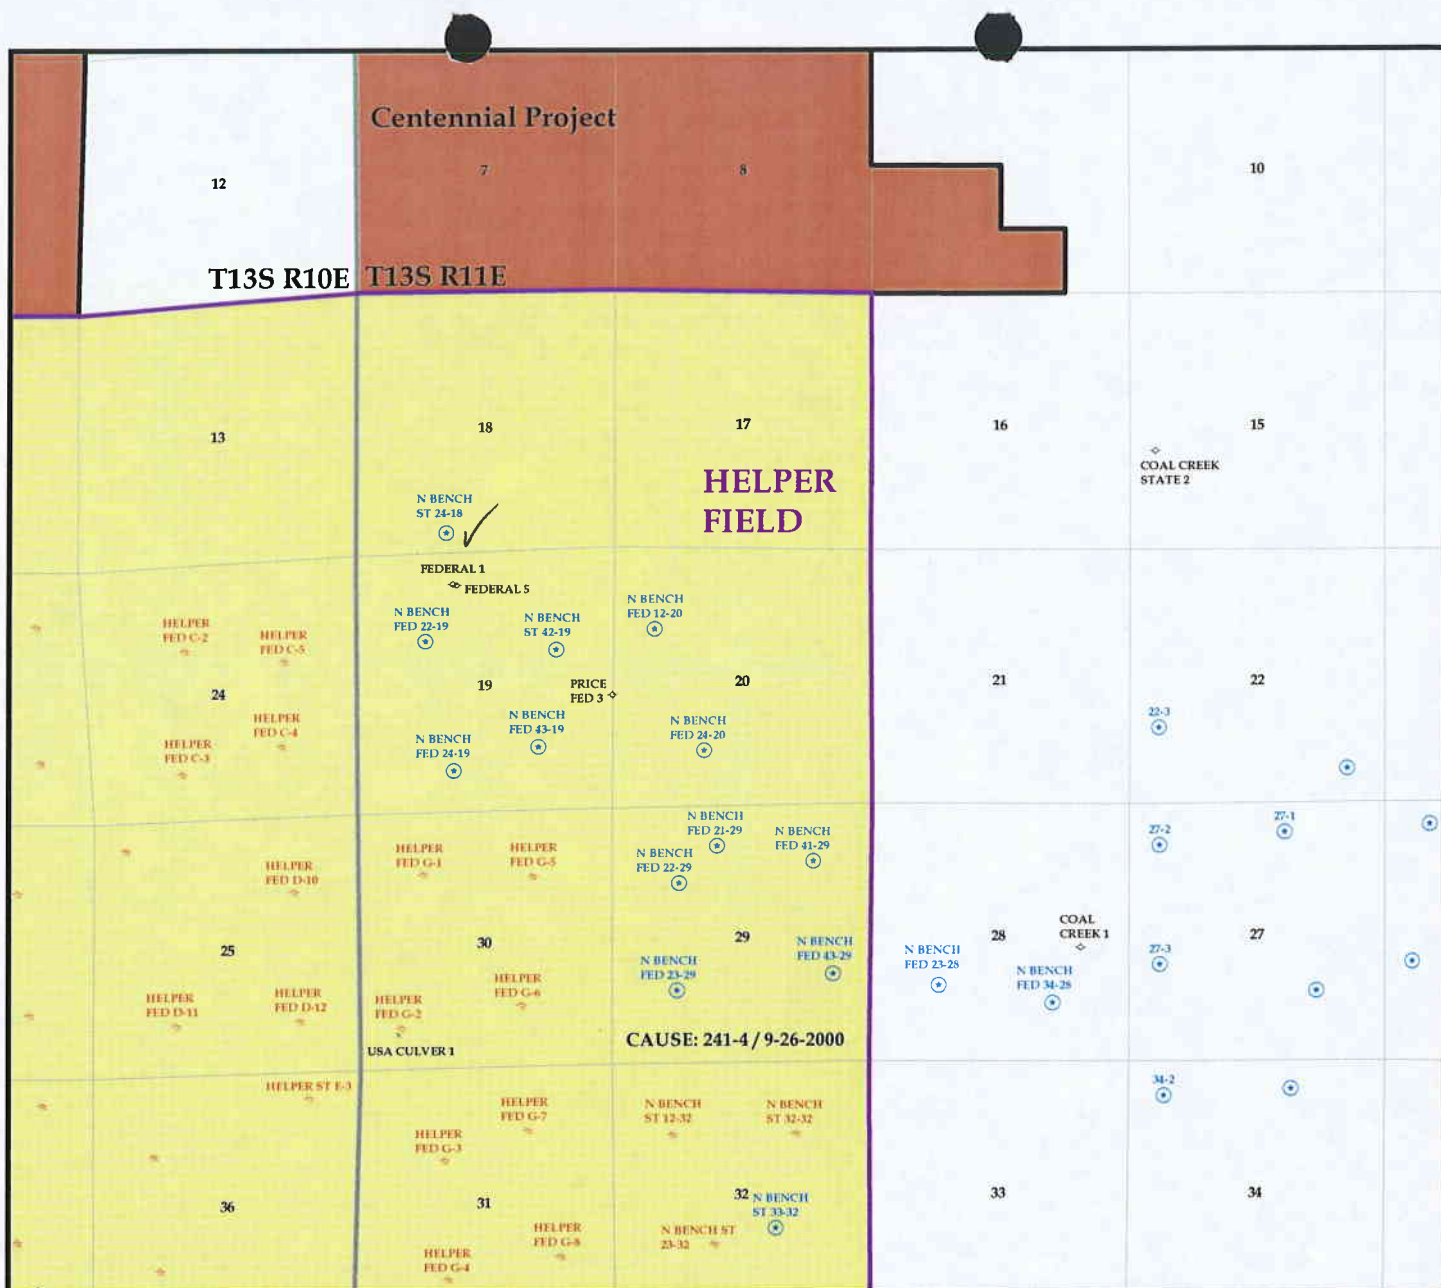 Centennial Project
12
7
8
10
T13S R10E
T13S R11E
13
18
17
16
15
HELPER
FIELD
COAL CREEK
STATE 2
N BENCH
ST 24-18
FEDERAL 1
FEDERAL 5
N BENCH
FED 22-19
N BENCH
ST 42-19
N BENCH
FED 12-20
HELPER
FED C-2
HELPER
FED C-5
24
19
PRICE
FED 3
20
21
22
HELPER
FED C-4
HELPER
FED C-3
N BENCH
FED 43-19
N BENCH
FED 24-19
N BENCH
FED 24-20
22-3
N BENCH
FED 21-29
N BENCH
FED 41-29
N BENCH
FED 22-29
27-2
27-1
HELPER
FED G-1
HELPER
FED G-5
HELPER
FED D-10
25
30
29
28
COAL
CREEK 1
27
N BENCH
FED 43-29
N BENCH
FED 23-28
27-3
N BENCH
FED 23-29
N BENCH
FED 34-28
HELPER
FED G-6
HELPER
FED D-11
HELPER
FED D-12
HELPER
FED G-2
USA CULVER 1
CAUSE: 241-4 / 9-26-2000
HELPER ST E-3
34-2
HELPER
FED G-7
N BENCH
ST 12-32
N BENCH
ST 32-32
HELPER
FED G-3
36
31
32
33
34
N BENCH
ST 33-32
HELPER
FED G-8
N BENCH ST
23-32
HELPER
FED G-4